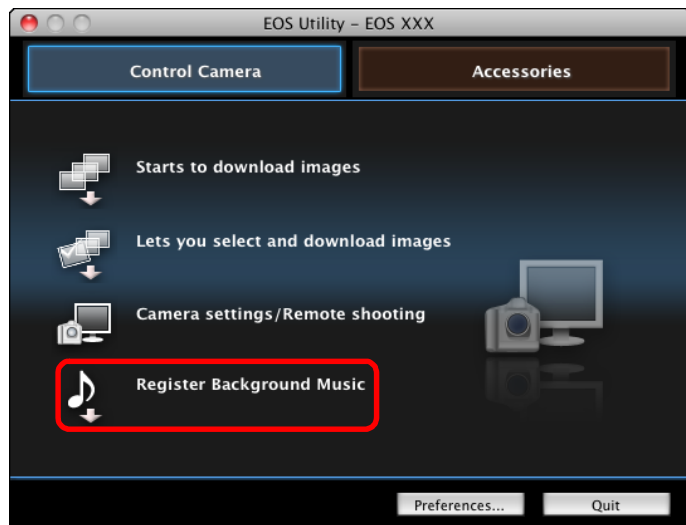 EOS Utility – EOS XXX
Control Camera
Accessories
Starts to download images
Lets you select and download images
Camera settings/Remote shooting
Register Background Music
Preferences...
Quit